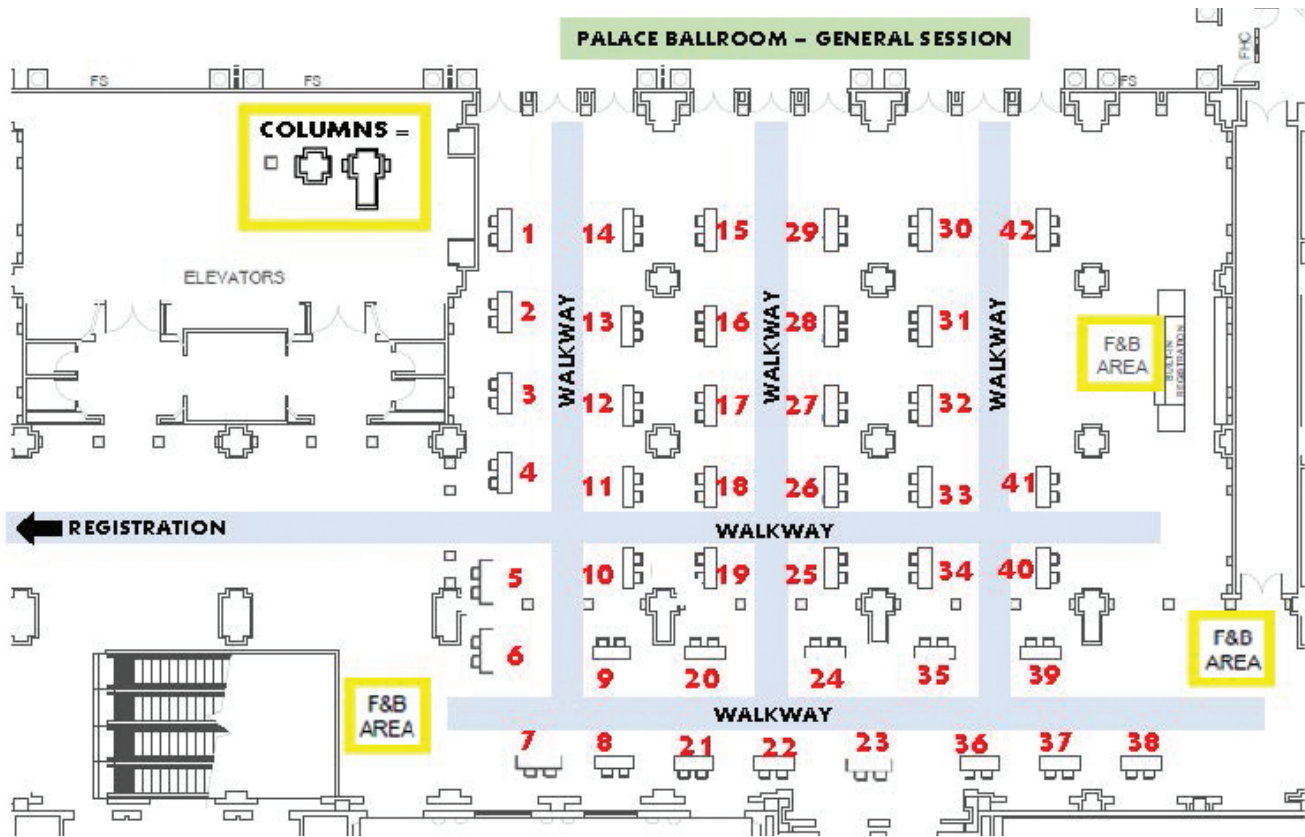 PALACE BALLROOM – GENERAL SESSION
FHC
FS
FS
FS
COLUMNS =
ELEVATORS
1
14
15
29
30
42
2
13
16
28
31
3
12
17
27
32
4
11
18
26
33
41
WALKWAY
WALKWAY
WALKWAY
F&B
AREA
BUILT-IN
REGISTRATION
REGISTRATION
WALKWAY
5
10
19
25
34
40
6
9
20
24
35
39
F&B
AREA
F&B
AREA
WALKWAY
7
8
21
22
23
36
37
38